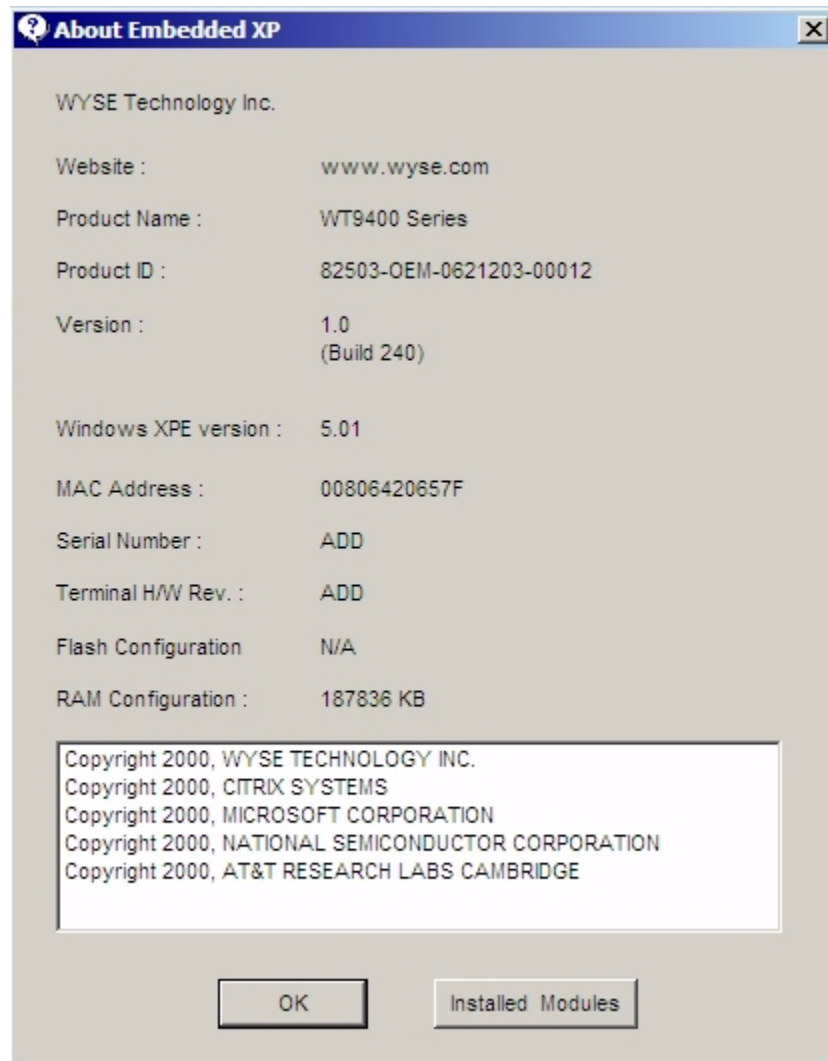 About Embedded XP
WYSE Technology Inc.
Website : www.wyse.com
Product Name : WT9400 Series
Product ID : 82503-OEM-0621203-00012
Version : 1.0
(Build 240)
Windows XPE version : 5.01
MAC Address : 00806420657F
Serial Number : ADD
Terminal H/W Rev. : ADD
Flash Configuration N/A
RAM Configuration : 187836 KB
Copyright 2000, WYSE TECHNOLOGY INC.
Copyright 2000, CITRIX SYSTEMS
Copyright 2000, MICROSOFT CORPORATION
Copyright 2000, NATIONAL SEMICONDUCTOR CORPORATION
Copyright 2000, AT&T RESEARCH LABS CAMBRIDGE
OK Installed Modules